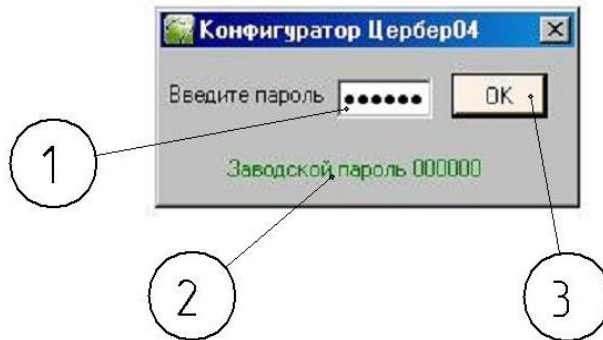 Конфигуратор Цербер04
Введите пароль ●●●●●● OK
Заводской пароль 000000
1
2
3